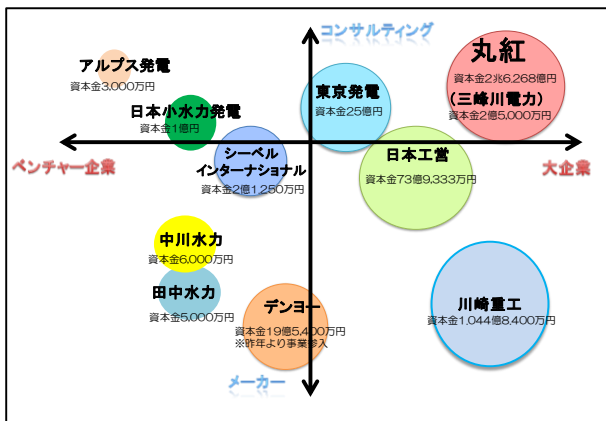 コンサルティング
丸紅
資本金2兆6,268億円
(三峰川電力)
資本金2億5,000万円
アルプス発電
資本金3,000万円
東京発電
資本金25億円
日本小水力発電
資本金1億円
ベンチャー企業
大企業
シーベル
インターナショナル
資本金2億1,250万円
日本工営
資本金73億9,333万円
中川水力
資本金6,000万円
田中水力
資本金5,000万円
デンヨー
資本金19億5,400万円
※昨年より事業参入
川崎重工
資本金1,044億8,400万円
メーカー